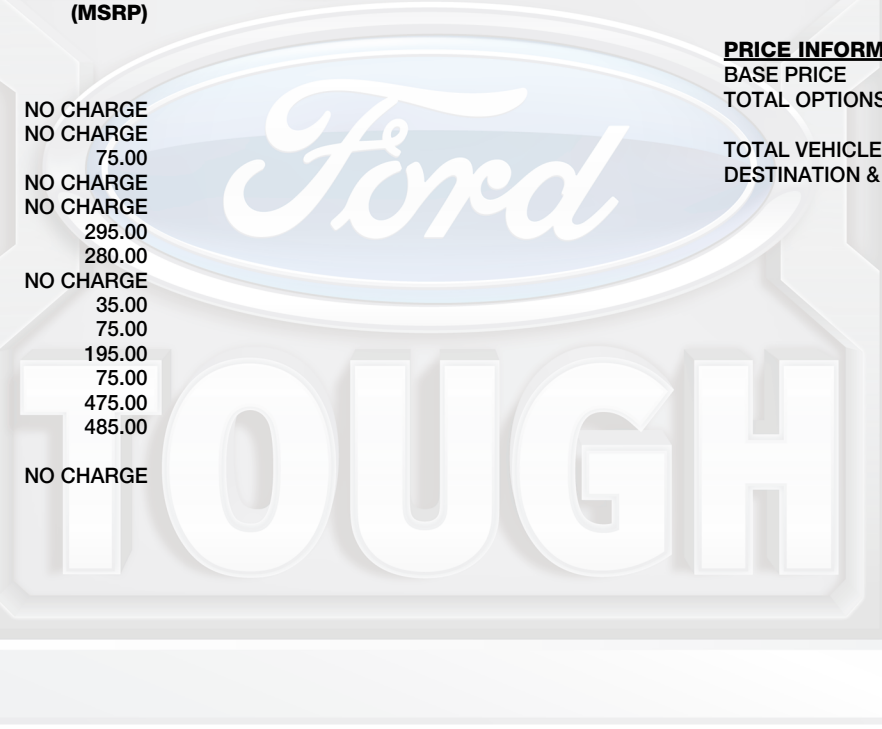 (MSRP)
NO CHARGE
NO CHARGE
75.00
NO CHARGE
NO CHARGE
295.00
280.00
NO CHARGE
35.00
75.00
195.00
75.00
475.00
485.00
NO CHARGE
PRICE INFORM
BASE PRICE
TOTAL OPTIONS
TOTAL VEHICLE
DESTINATION &
Ford
TOUGH